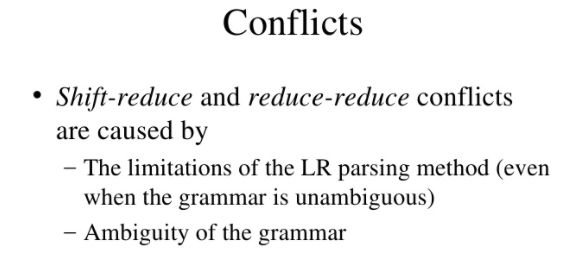 Conflicts
• Shift-reduce and reduce-reduce conflicts
are caused by
– The limitations of the LR parsing method (even
when the grammar is unambiguous)
– Ambiguity of the grammar